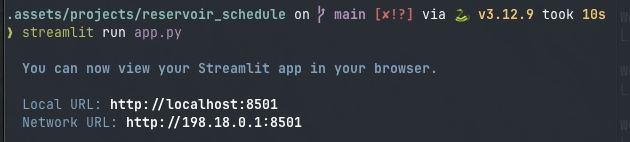 .assets/projects/reservoir_schedule on main [✘!?] via v3.12.9 took 10s
❯ streamlit run app.py
You can now view your Streamlit app in your browser.
Local URL: http://localhost:8501
Network URL: http://198.18.0.1:8501